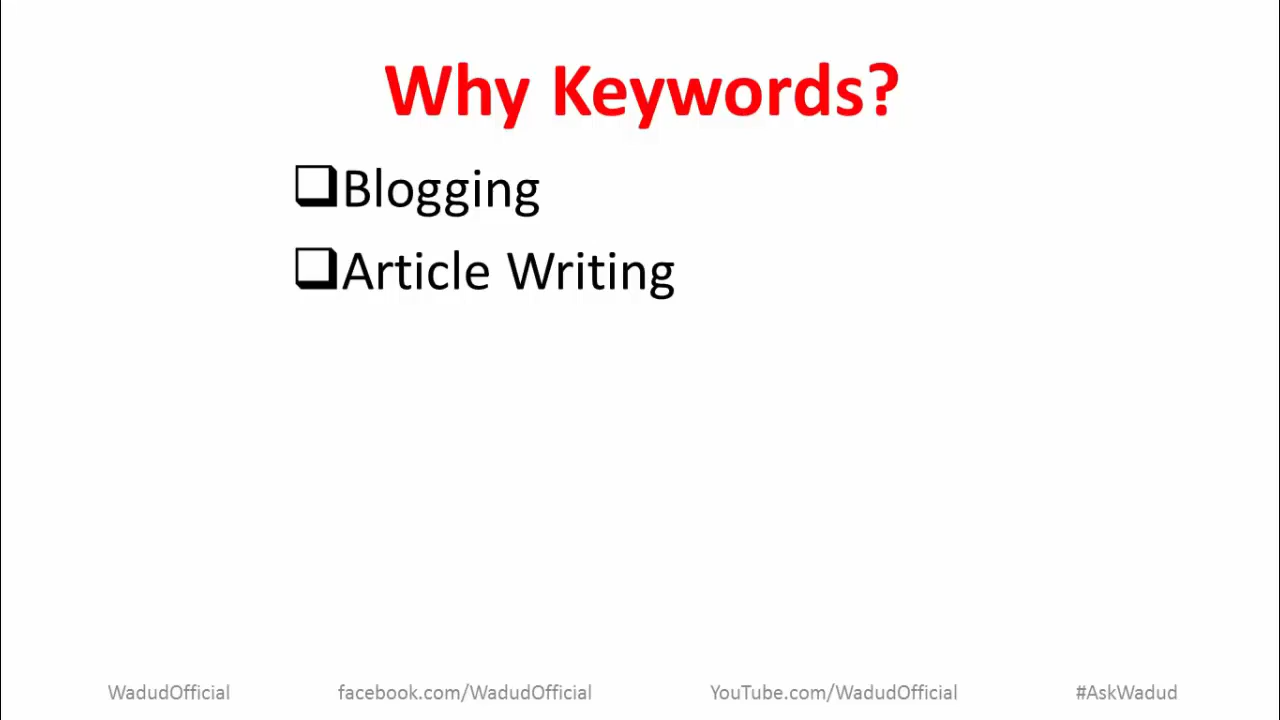 Why Keywords?
Blogging
Article Writing
WadudOfficial facebook.com/WadudOfficial YouTube.com/WadudOfficial #AskWadud